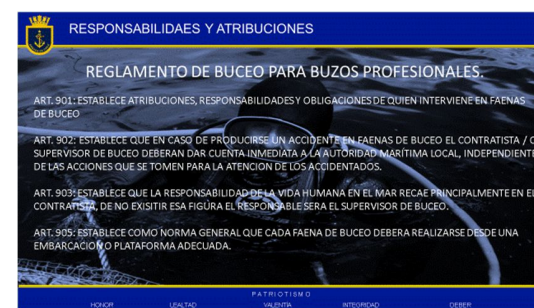 RESPONSABILIDAES Y ATRIBUCIONES
REGLAMENTO DE BUCEO PARA BUZOS PROFESIONALES.
ART. 901: ESTABLECE ATRIBUCIONES, RESPONSABILIDADES Y OBLIGACIONES DE QUIEN INTERVIENE EN FAENAS
DE BUCEO
ART. 902: ESTABLECE QUE EN CASO DE PRODUCIRSE UN ACCIDENTE EN FAENAS DE BUCEO EL CONTRATISTA / O
SUPERVISOR DE BUCEO DEBERAN DAR CUENTA INMEDIATA A LA AUTORIDAD MARÍTIMA LOCAL, INDEPENDIENTE
DE LAS ACCIONES QUE SE TOMEN PARA LA ATENCION DE LOS ACCIDENTADOS.
ART. 903: ESTABLECE QUE LA RESPONSABILIDAD DE LA VIDA HUMANA EN EL MAR RECAE PRINCIPALMENTE EN EL
CONTRATISTA, DE NO EXISITIR ESA FIGURA EL RESPONSABLE SERA EL SUPERVISOR DE BUCEO.
ART. 905: ESTABLECE COMO NORMA GENERAL QUE CADA FAENA DE BUCEO DEBERA REALIZARSE DESDE UNA
EMBARCACION O PLATAFORMA ADECUADA.
PATRIOTISMO
HONOR LEALTAD VALENTÍA INTEGRIDAD DEBER